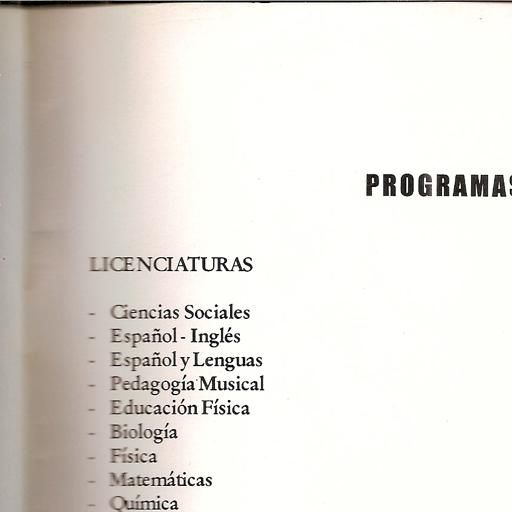 PROGRAMAS
LICENCIATURAS
- Ciencias Sociales
- Español - Inglés
- Español y Lenguas
- Pedagogía Musical
- Educación Física
- Biología
- Física
- Matemáticas
- Química